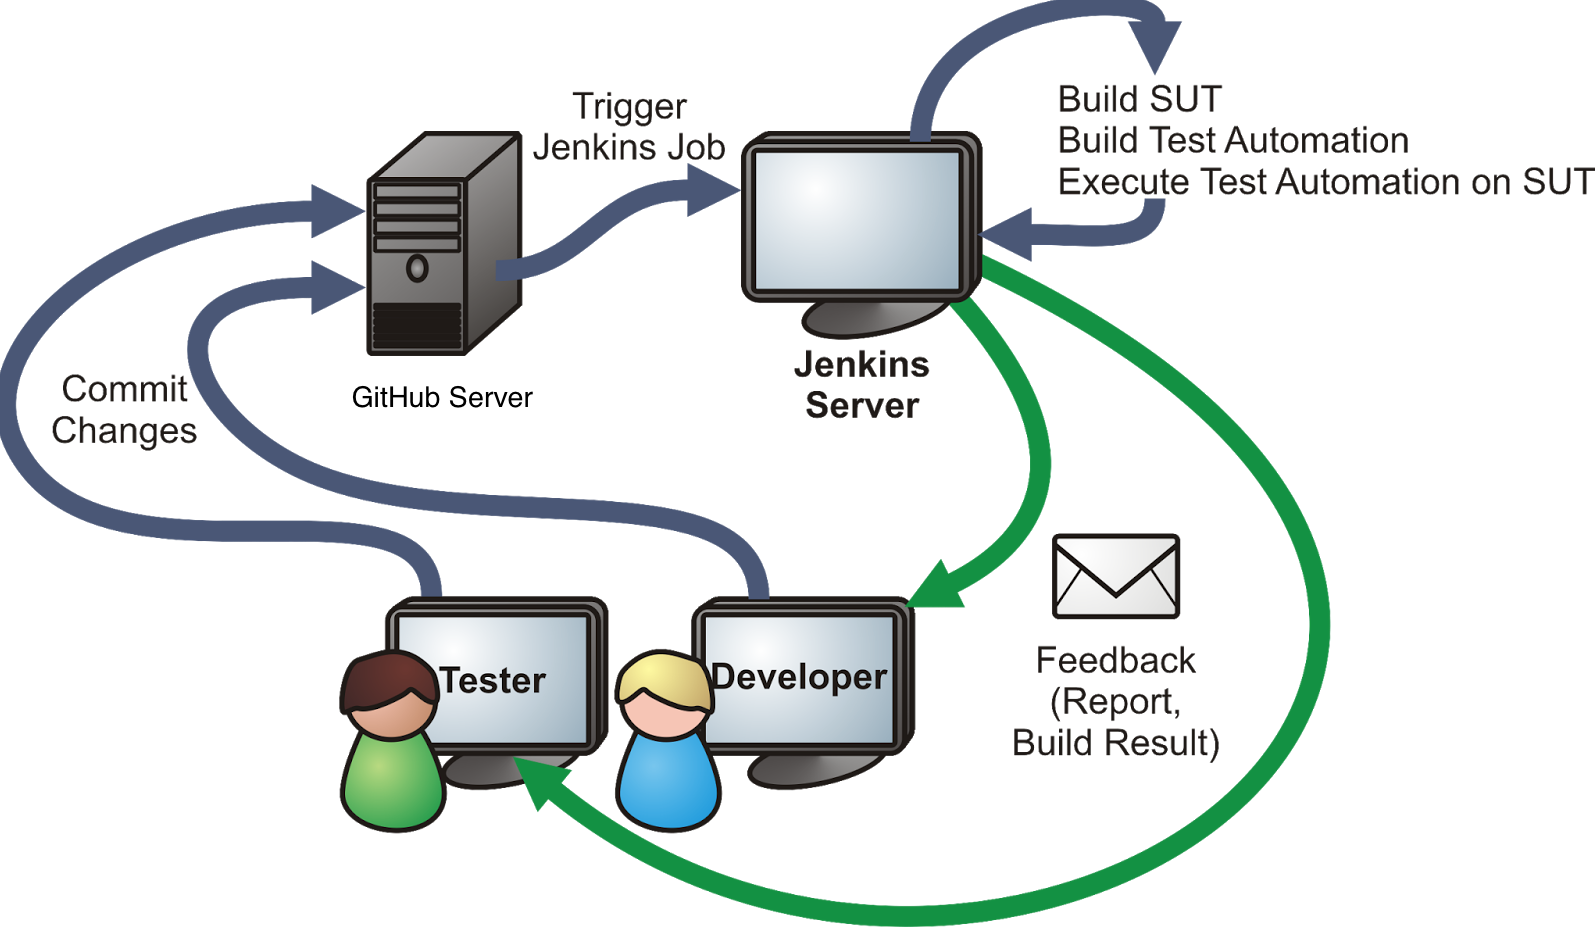 Trigger
Jenkins Job
Build SUT
Build Test Automation
Execute Test Automation on SUT
Jenkins
Server
GitHub Server
Commit
Changes
Tester
Developer
Feedback
(Report,
Build Result)